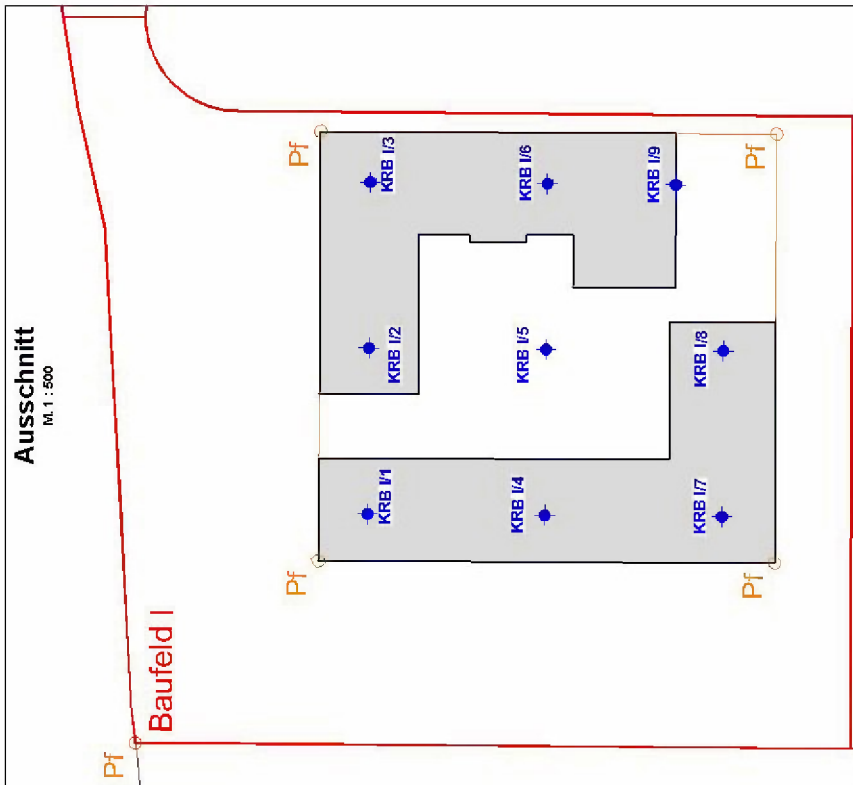 Ausschnitt
M. 1 : 500
Baufeld I
Pf
Pf
KRB I/1
KRB I/4
KRB I/7
Pf
KRB I/2
KRB I/5
KRB I/8
Pf
KRB I/3
KRB I/6
KRB I/9
Pf